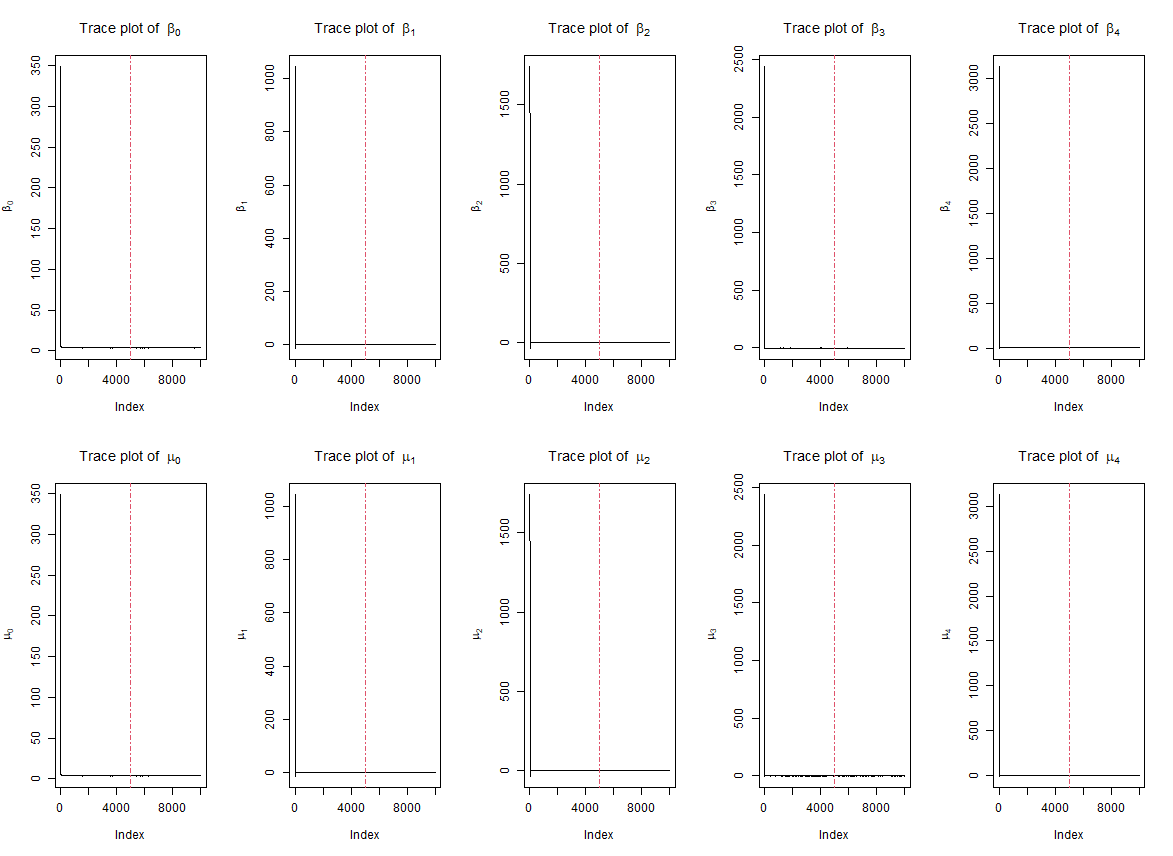 Trace plot of β0
Trace plot of β1
Trace plot of β2
Trace plot of β3
Trace plot of β4
β0
0 50 100 150 200 250 300 350
0 4000 8000
Index
β1
0 200 400 600 800 1000
0 4000 8000
Index
β2
0 500 1000 1500
0 4000 8000
Index
β3
0 500 1000 1500 2000 2500
0 4000 8000
Index
β4
0 500 1000 1500 2000 2500 3000
0 4000 8000
Index
Trace plot of μ0
Trace plot of μ1
Trace plot of μ2
Trace plot of μ3
Trace plot of μ4
μ0
0 50 100 150 200 250 300 350
0 4000 8000
Index
μ1
0 200 400 600 800 1000
0 4000 8000
Index
μ2
0 500 1000 1500
0 4000 8000
Index
μ3
0 500 1000 1500 2000 2500
0 4000 8000
Index
μ4
0 500 1000 1500 2000 2500 3000
0 4000 8000
Index